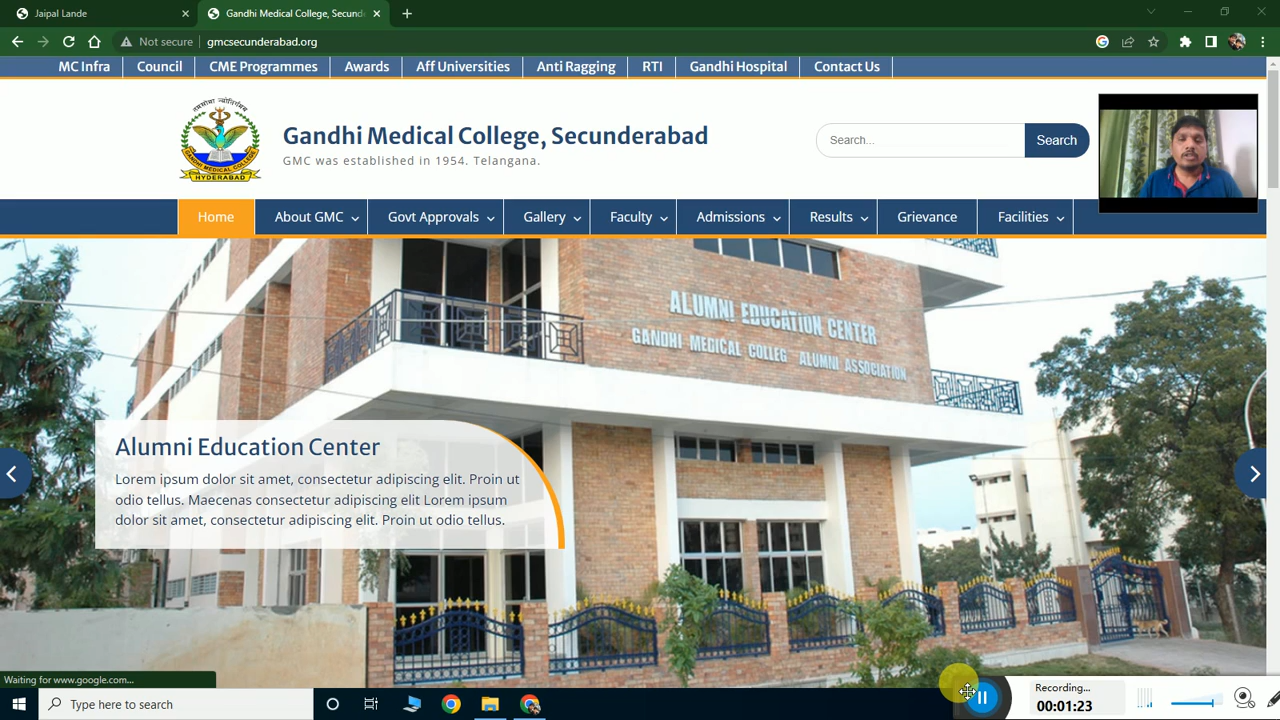 Jaipal Lande
Gandhi Medical College, Secund
Not secure
gmcsecunderabad.org
MC Infra
Council
CME Programmes
Awards
Aff Universities
Anti Ragging
RTI
Gandhi Hospital
Contact Us
GANDHI MEDICAL COLLEGE
HYDERABAD
Gandhi Medical College, Secunderabad
GMC was established in 1954. Telangana.
Search...
Search
Home
About GMC
Govt Approvals
Gallery
Faculty
Admissions
Results
Grievance
Facilities
ALUMNI EDUCATION CENTER
GANDHI MEDICAL COLLEG ALUMNI ASSOCIATION
Alumni Education Center
Lorem ipsum dolor sit amet, consectetur adipiscing elit. Proin ut
odio tellus. Maecenas consectetur adipiscing elit Lorem ipsum
dolor sit amet, consectetur adipiscing elit. Proin ut odio tellus.
Waiting for www.google.com...
Type here to search
Recording...
00:01:23